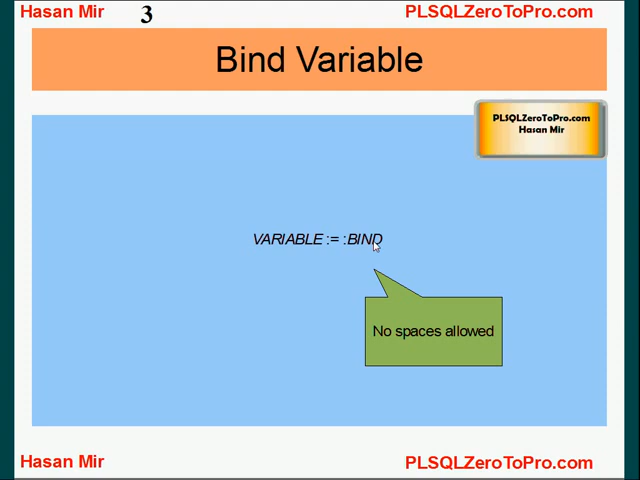 Hasan Mir
3
PLSQLZeroToPro.com
Bind Variable
PLSQLZeroToPro.com
Hasan Mir
VARIABLE := :BIND
No spaces allowed
Hasan Mir
PLSQLZeroToPro.com